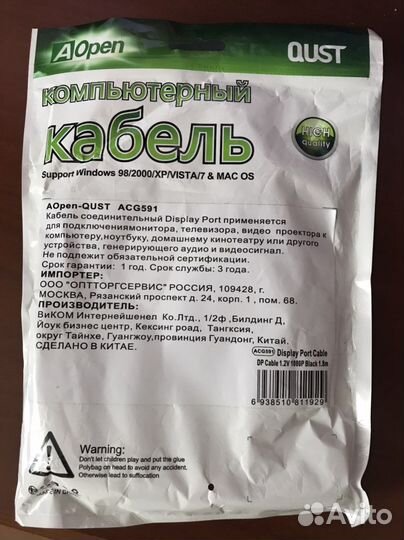 AOpen
QUST
компьютерный
кабель
Support Windows 98/2000/XP/VISTA/7 & MAC OS
HIGH
quality
AOpen-QUST ACG591
Кабель соединительный Display Port применяется
для подключениямонитора, телевизора, видео проектора к
компьютеру,ноутбуку, домашнему кинотеатру или другого
устройства, генерирующего аудио и видеосигнал.
Не подлежит обязательной сертификации.
Срок гарантии: 1 год. Срок службы: 3 года.
ИМПОРТЕР:
ООО "ОПТТОРГСЕРВИС" РОССИЯ, 109428, г.
МОСКВА, Рязанский проспект д. 24, корп. 1 , пом. 68.
ПРОИЗВОДИТЕЛЬ:
ВиКОМ Интернейшенел Ко.Лтд., 1/2ф ,Билдинг Д,
Йоук бизнес центр, Кексинг роад, Тангксия,
округ Тайнхе, Гуангжоу,провинция Гуандонг, Китай.
СДЕЛАНО В КИТАЕ.
ACG591 Display Port Cable
DP Cable 1.2V 1080P Black 1.8m
6 938510 811929
Warning:
Don't let children play and put the glue
Polybag on head to avoid any accident.
Otherwise lead to suffocation
Avito